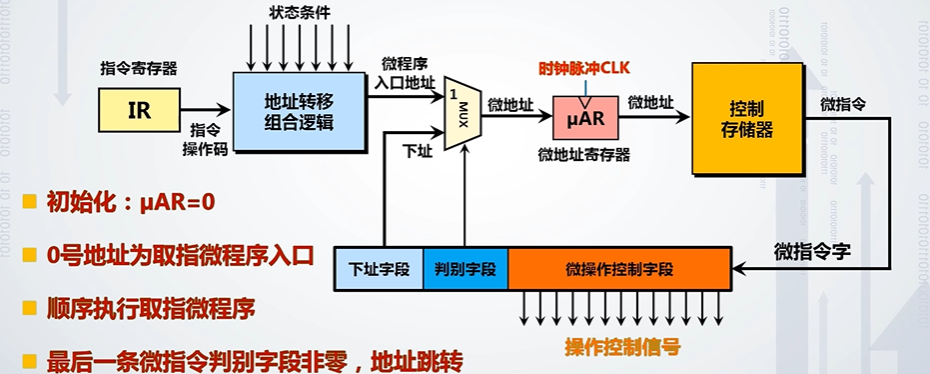 状态条件
指令寄存器
IR
指令
操作码
地址转移
组合逻辑
微程序
入口地址
下址
1
MUX
微地址
时钟脉冲CLK
μAR
微地址寄存器
微地址
控制
存储器
微指令
微指令字
下址字段
判别字段
微操作控制字段
操作控制信号
初始化：μAR=0
0号地址为取指微程序入口
顺序执行取指微程序
最后一条微指令判别字段非零，地址跳转